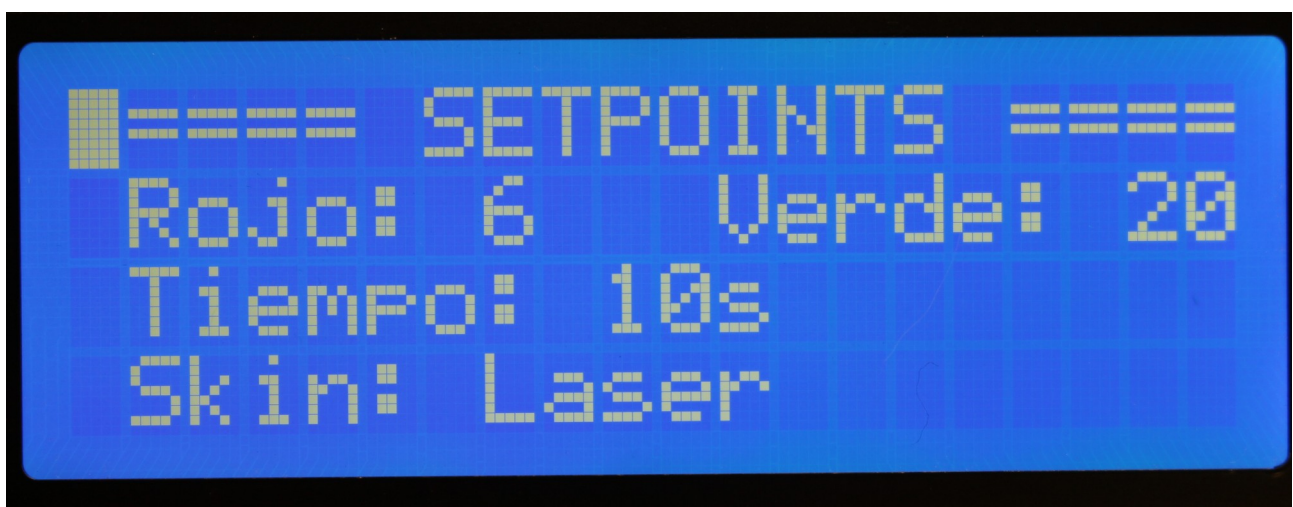 █==== SETPOINTS ====
Rojo: 6 Verde: 20
Tiempo: 10s
Skin: Laser